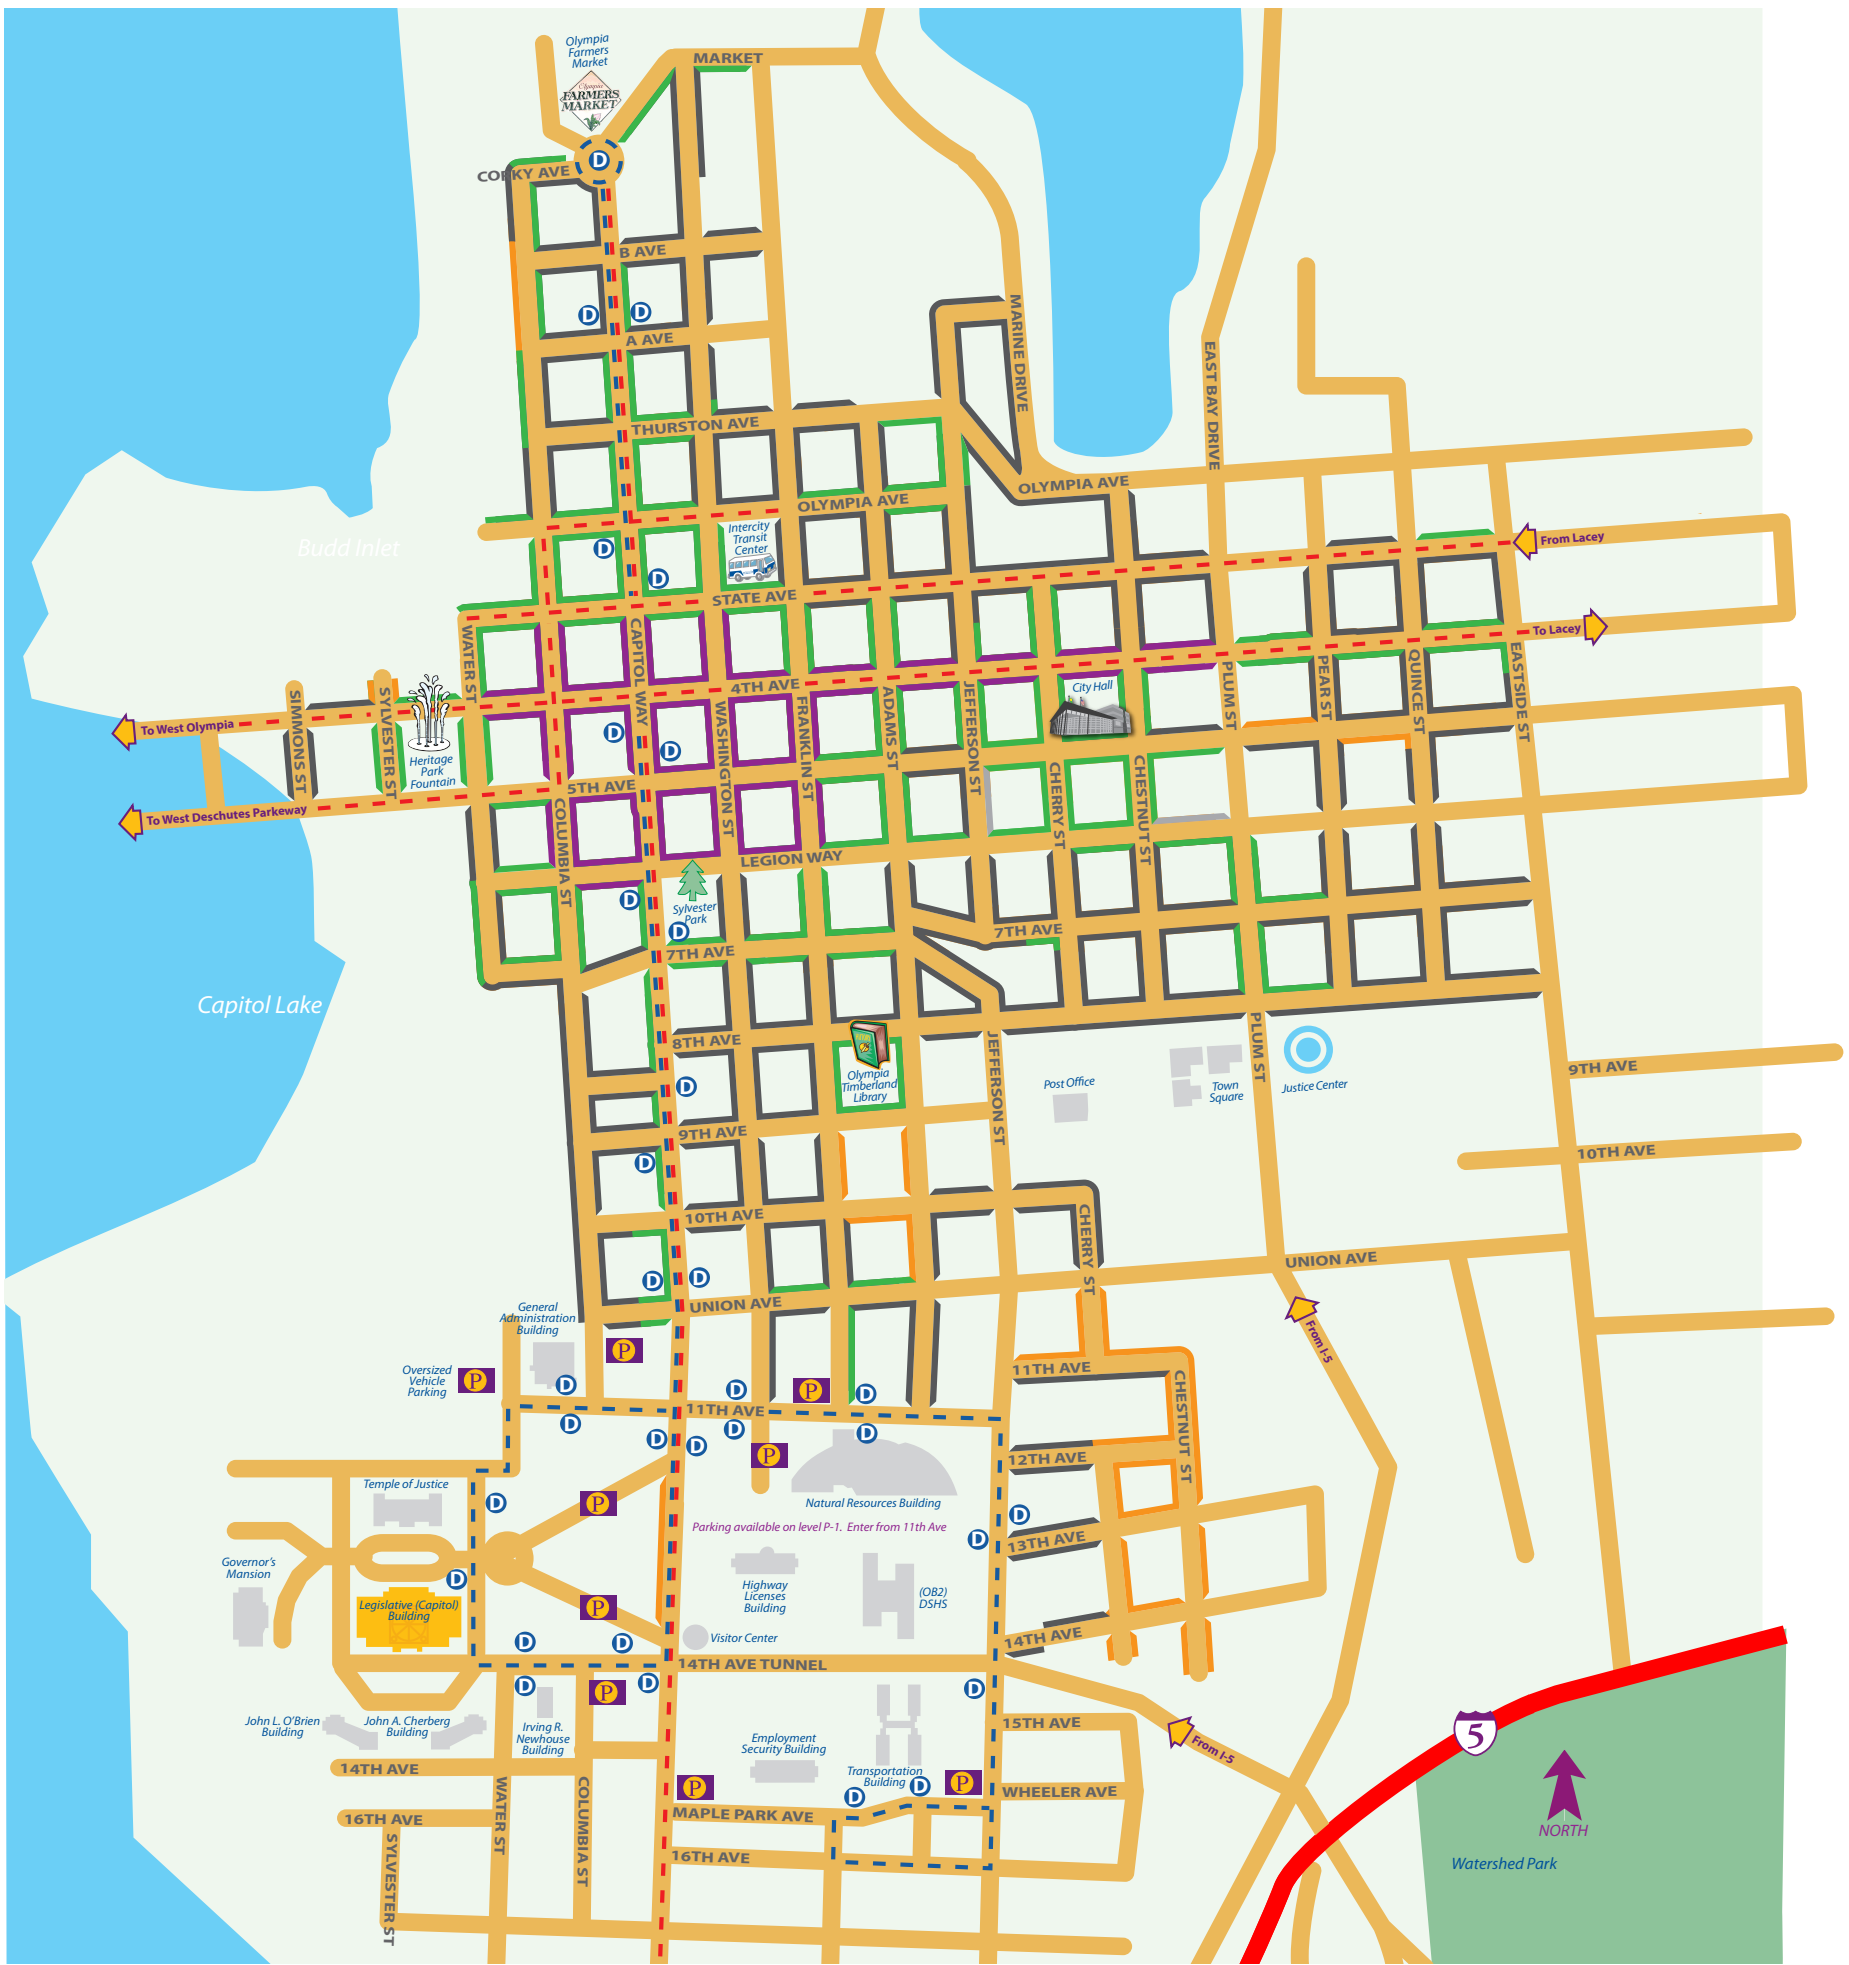 Olympia
Farmers
Market
Olympia
FARMERS
MARKET
MARKET
D
CORKY AVE
B AVE
D
D
A AVE
MARINE DRIVE
EAST BAY DRIVE
THURSTON AVE
OLYMPIA AVE
OLYMPIA AVE
Budd Inlet
Intercity
Transit
Center
D
D
From Lacey
STATE AVE
To Lacey
WATER ST
CAPITOL WAY
4TH AVE
City Hall
PLUM ST
PEAR ST
QUINCE ST
EASTSIDE ST
SIMMONS ST
SYLVESTER ST
To West Olympia
Heritage
Park
Fountain
D
D
WASHINGTON ST
FRANKLIN ST
ADAMS ST
JEFFERSON ST
CHERRY ST
CHESTNUT ST
5TH AVE
To West Deschutes Parkeway
COLUMBIA ST
LEGION WAY
D
Sylvester
Park
D
7TH AVE
7TH AVE
Capitol Lake
8TH AVE
JEFFERSON ST
PLUM ST
Olympia
Timberland
Library
D
Post Office
Town
Square
Justice Center
9TH AVE
9TH AVE
D
10TH AVE
10TH AVE
CHERRY ST
D
D
UNION AVE
UNION AVE
General
Administration
Building
P
From I-5
Oversized
Vehicle
Parking
P
D
D
P
D
11TH AVE
CHESTNUT ST
11TH AVE
D
D
D
D
D
P
12TH AVE
Temple of Justice
D
P
Natural Resources Building
D
Parking available on level P-1. Enter from 11th Ave
D
13TH AVE
Governor's
Mansion
D
Legislative (Capitol)
Building
P
Highway
Licenses
Building
(OB2)
DSHS
D
D
Visitor Center
14TH AVE
14TH AVE TUNNEL
D
P
D
D
John L. O'Brien
Building
John A. Cherberg
Building
Irving R.
Newhouse
Building
Employment
Security Building
15TH AVE
From I-5
5
14TH AVE
Transportation
Building
P
D
D
P
WHEELER AVE
WATER ST
COLUMBIA ST
16TH AVE
MAPLE PARK AVE
SYLVESTER ST
16TH AVE
NORTH
Watershed Park